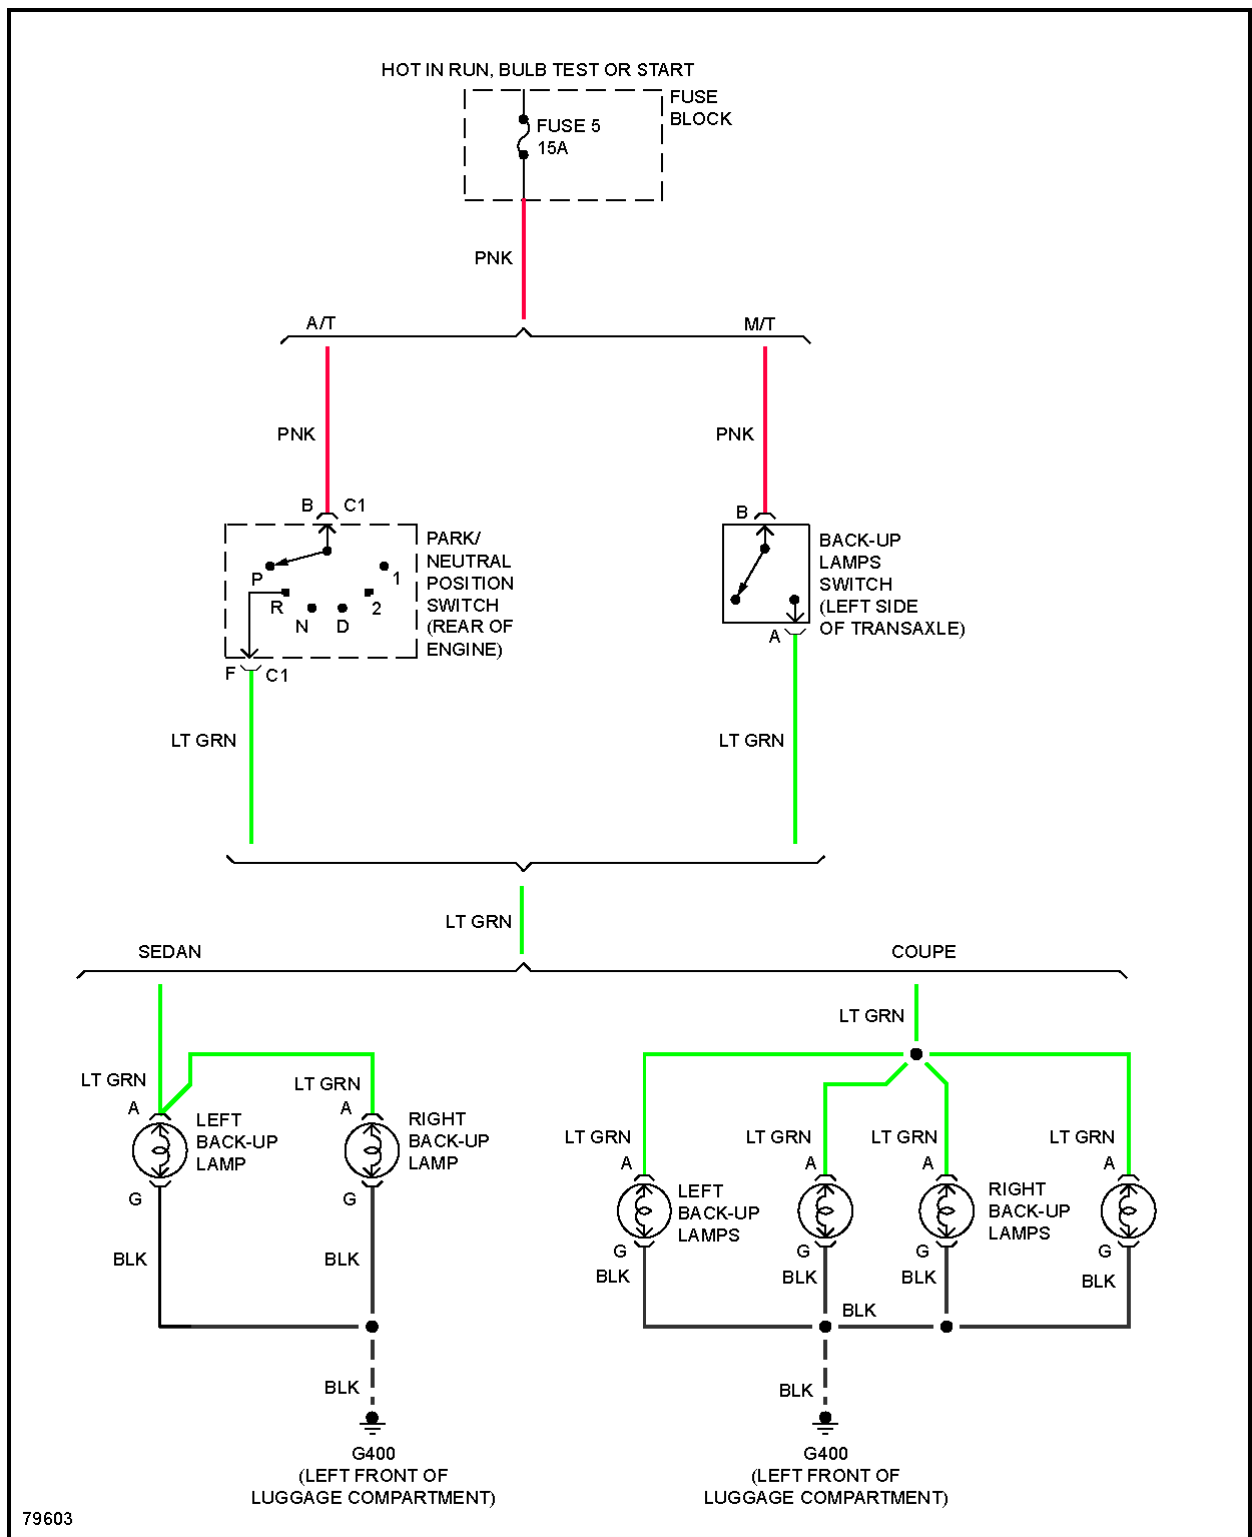 HOT IN RUN, BULB TEST OR START
FUSE
BLOCK
FUSE 5
15A
PNK
A/T
M/T
PNK
PNK
B C1
B
PARK/
NEUTRAL
POSITION
SWITCH
(REAR OF
ENGINE)
P
R
N
D
2
1
BACK-UP
LAMPS
SWITCH
(LEFT SIDE
OF TRANSAXLE)
A
F C1
LT GRN
LT GRN
LT GRN
SEDAN
COUPE
LT GRN
LT GRN
LT GRN
A
A
LEFT
BACK-UP
LAMP
RIGHT
BACK-UP
LAMP
G
G
BLK
BLK
LT GRN
LT GRN
LT GRN
LT GRN
A
A
A
A
LEFT
BACK-UP
LAMPS
RIGHT
BACK-UP
LAMPS
G
G
G
G
BLK
BLK
BLK
BLK
BLK
BLK
BLK
G400
(LEFT FRONT OF
LUGGAGE COMPARTMENT)
G400
(LEFT FRONT OF
LUGGAGE COMPARTMENT)
79603